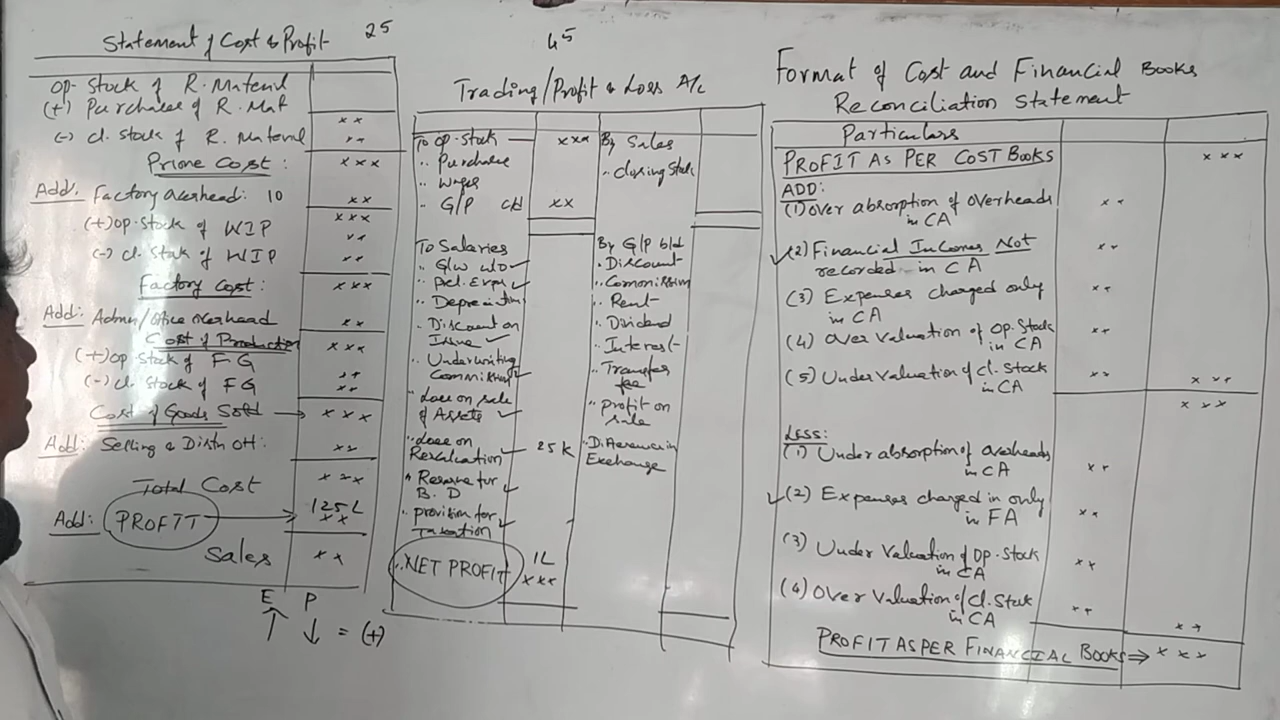 Statement of Cost & Profit 25
Op. Stock of R. Material
(+) Purchases of R. Mat
x x
(-) Cl. Stock of R. Material x x
Prime Cost: x x x
Add: Factory overhead: 10 x x
x x x
(+) Op. Stock of WIP x x
(-) Cl. Stock of WIP x x
Factory Cost: x x x
Add: Admin/office overhead x x
Cost of Production x x x
(+) Op Stock of F G x x
(-) Cl. Stock of F G x x
Cost of Goods Sold → x x x
Add: Selling & Distn OH: x x
Total Cost x x x
1.25 L
Add: PROFIT → x x
Sales x x
E P
↑ ↓ = (+)
45
Trading/Profit & Loss A/c
To Op. Stock — x x x By Sales
" Purchase " Closing Stock
" Wages
" G/P c/d x x
To Salaries By G/P b/d
" G/w w/o ✓ " Discount
" Pel. Exps ✓ " Commission
" Depreciation " Rent
" Discount on Issue ✓ " Dividend
" Underwriting Commission ✓ " Interest
" Loss on sale of Assets ✓ " Transfer fee
" Profit on Sale
" Loss on Revaluation — 25 K " Difference in Exchange
" Reserve for B. D ✓
" Provision for Taxation ✓
" NET PROFIT 1L
x x x
Format of Cost and Financial Books
Reconciliation Statement
Particulars
PROFIT AS PER COST BOOKS x x x
ADD:
(1) Over absorption of overheads in CA x x
✓ (2) Financial Incomes Not recorded in CA x x
(3) Expenses charged only in CA x x
(4) Over Valuation of Op. Stock in CA x x
(5) Under Valuation of Cl. Stock in CA x x x x x
x x x
LESS:
(1) Under absorption of overheads in CA x x
✓ (2) Expenses charged in only in FA x x
(3) Under Valuation of Op. Stock in CA x x
(4) Over Valuation of Cl. Stock in CA x x
x x
PROFIT AS PER FINANCIAL BOOKS ⇒ x x x